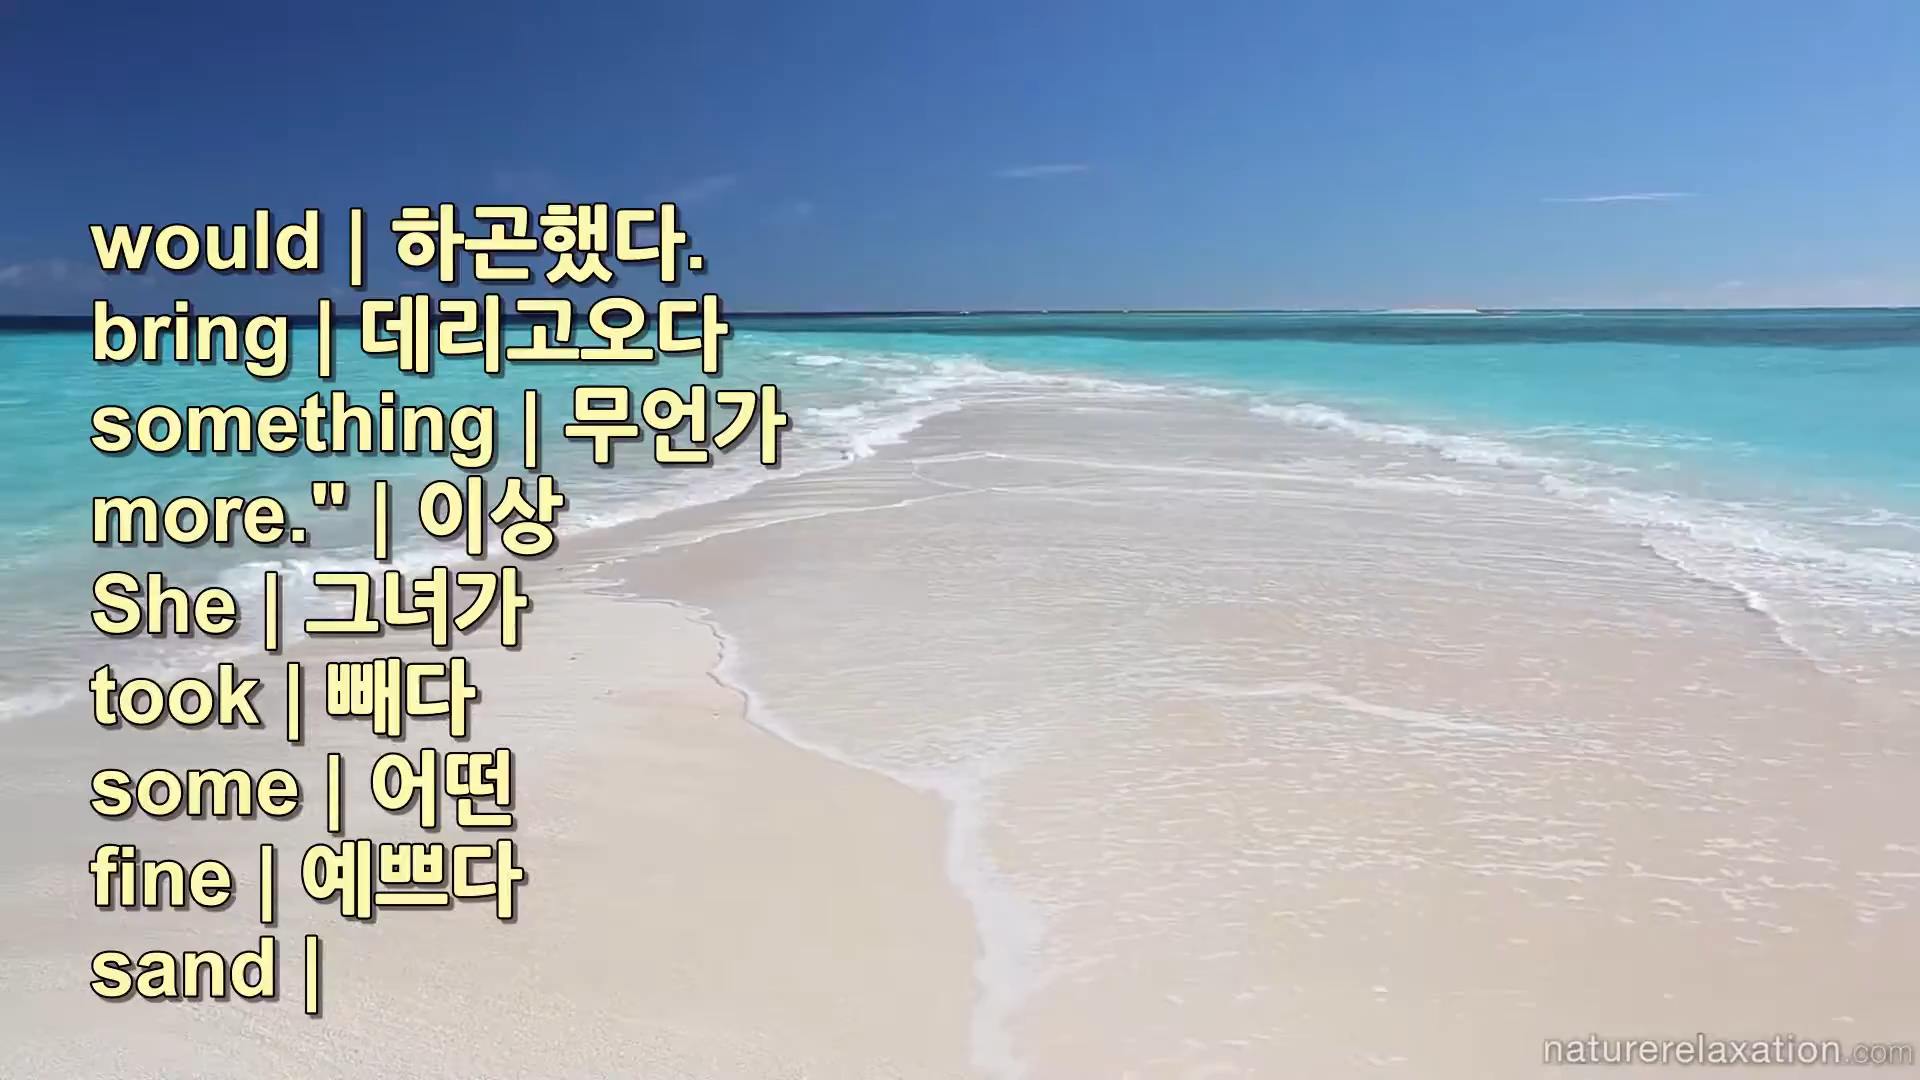 would | 하곤했다.
bring | 데리고오다
something | 무언가
more." | 이상
She | 그녀가
took | 빼다
some | 어떤
fine | 예쁘다
sand |
naturerelaxation.com